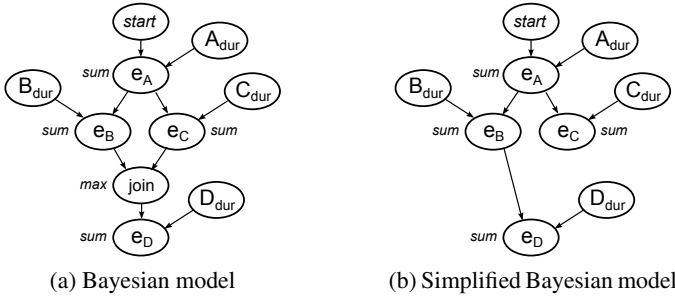 start
A_dur
sum e_A
B_dur
C_dur
sum e_B
e_C sum
max join
D_dur
sum e_D
(a) Bayesian model
start
A_dur
sum e_A
B_dur
C_dur
sum e_B
e_C sum
D_dur
sum e_D
(b) Simplified Bayesian model